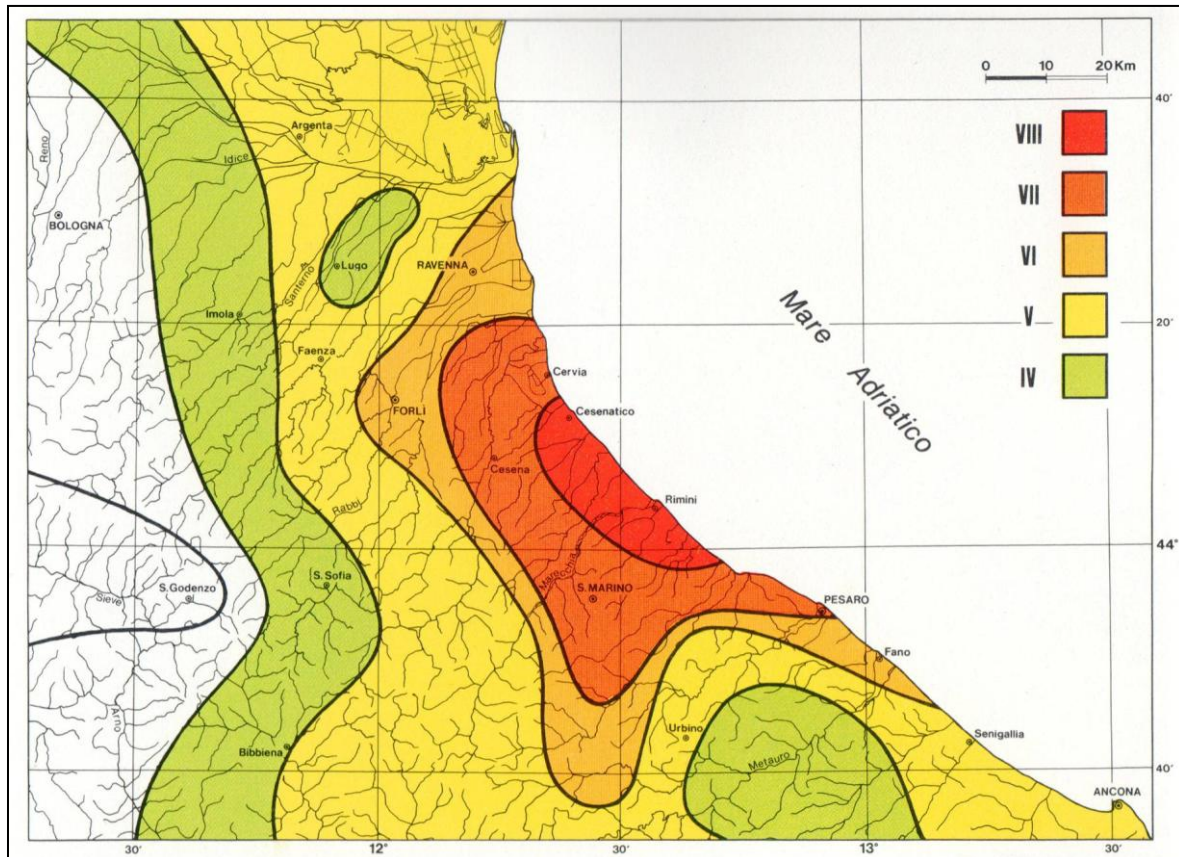 0 10 20 Km
40'
VIII
VII
VI
V
IV
Argenta
Reno
Idice
BOLOGNA
Lugo
RAVENNA
Santerno
Imola
20'
Mare
Adriatico
Faenza
Cervia
FORLÌ
Cesenatico
Cesena
Rimini
Rabbi
44°
S. Sofia
Marecchia
S. Godenzo
Sieve
S. MARINO
PESARO
Fano
Arno
Urbino
Senigallia
Bibbiena
Metauro
40'
ANCONA
30' 12° 30' 13° 30'